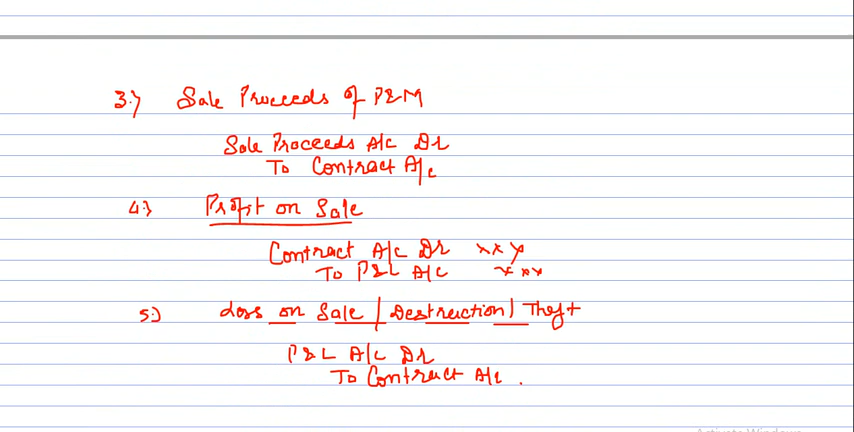 3.) Sale Proceeds of P&M
Sale Proceeds A/c Dr
To Contract A/c
4.) Profit on Sale
Contract A/c Dr xxx
To P&L A/c xxx
5.) Loss on Sale / Destruction / Theft
P&L A/c Dr
To Contract A/c.